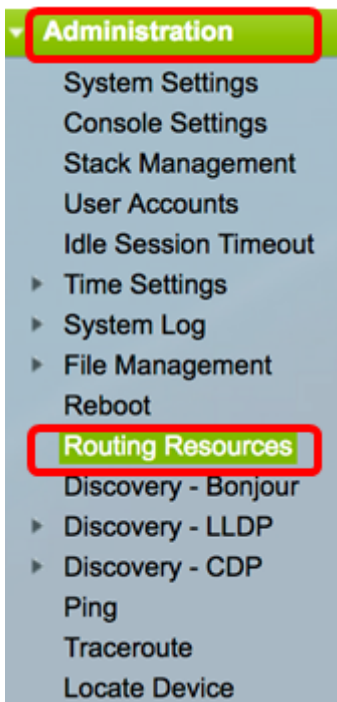 Administration
System Settings
Console Settings
Stack Management
User Accounts
Idle Session Timeout
Time Settings
System Log
File Management
Reboot
Routing Resources
Discovery - Bonjour
Discovery - LLDP
Discovery - CDP
Ping
Traceroute
Locate Device